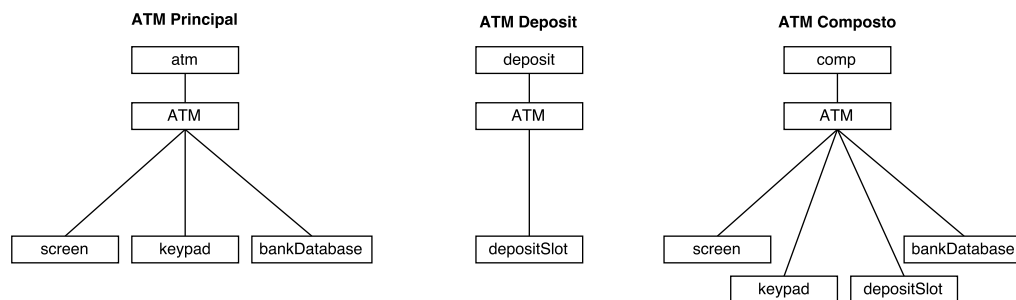 ATM Principal
atm
ATM
screen
keypad
bankDatabase
ATM Deposit
deposit
ATM
depositSlot
ATM Composto
comp
ATM
screen
keypad
depositSlot
bankDatabase